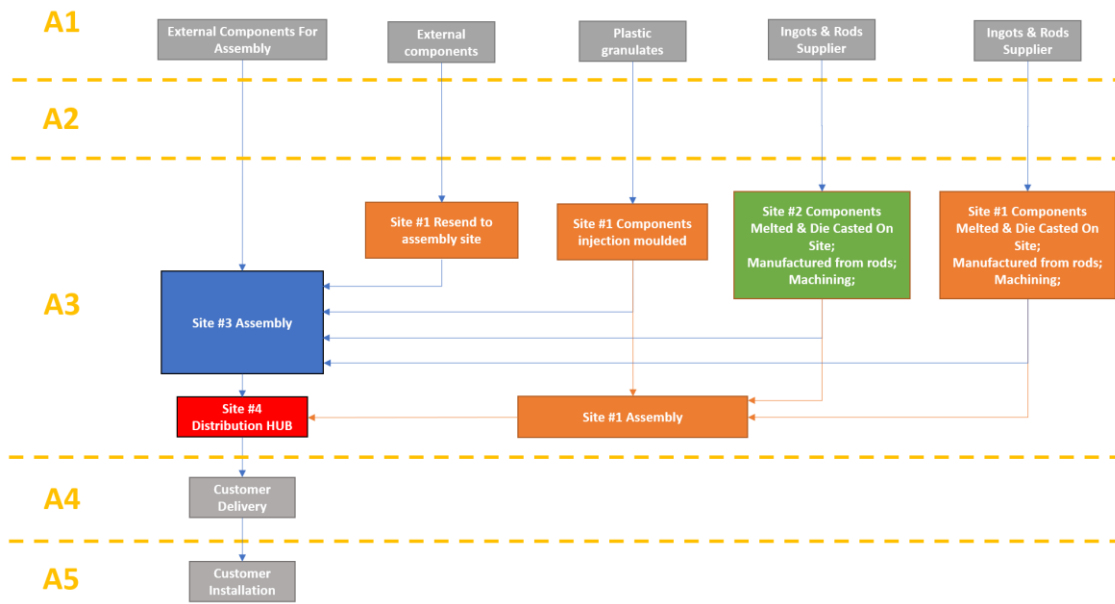 A1
External Components For
Assembly
External
components
Plastic
granulates
Ingots & Rods
Supplier
Ingots & Rods
Supplier
A2
A3
Site #1 Resend to
assembly site
Site #1 Components
injection moulded
Site #2 Components
Melted & Die Casted On
Site;
Manufactured from rods;
Machining;
Site #1 Components
Melted & Die Casted On
Site;
Manufactured from rods;
Machining;
Site #3 Assembly
Site #4
Distribution HUB
Site #1 Assembly
A4
Customer
Delivery
A5
Customer
Installation